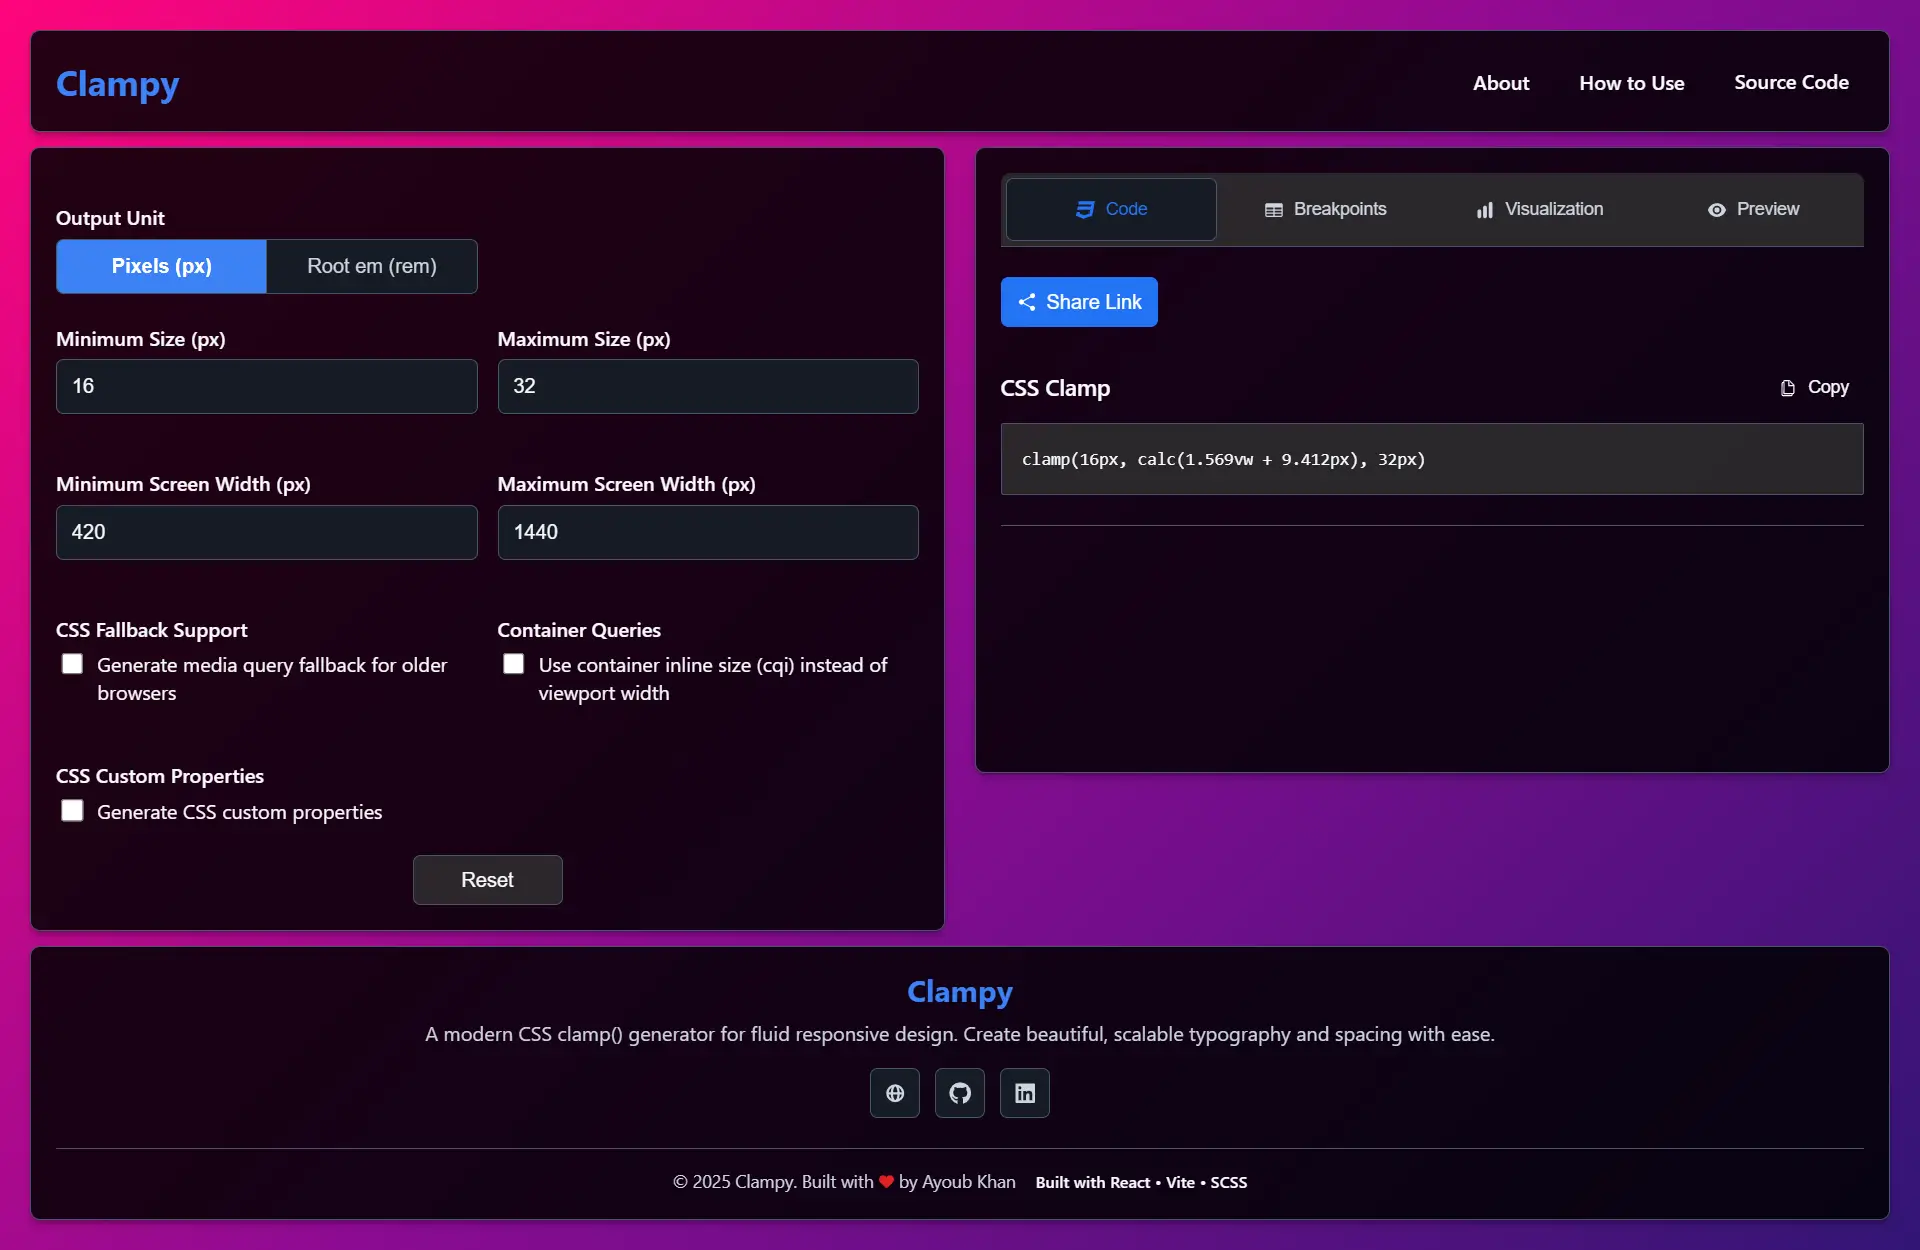 Clampy
About
How to Use
Source Code
Output Unit
Pixels (px)
Root em (rem)
Minimum Size (px)
Maximum Size (px)
16
32
Minimum Screen Width (px)
Maximum Screen Width (px)
420
1440
CSS Fallback Support
Generate media query fallback for older
browsers
Container Queries
Use container inline size (cqi) instead of
viewport width
CSS Custom Properties
Generate CSS custom properties
Reset
Code
Breakpoints
Visualization
Preview
Share Link
CSS Clamp
Copy
clamp(16px, calc(1.569vw + 9.412px), 32px)
Clampy
A modern CSS clamp() generator for fluid responsive design. Create beautiful, scalable typography and spacing with ease.
© 2025 Clampy. Built with ❤ by Ayoub Khan
Built with React • Vite • SCSS